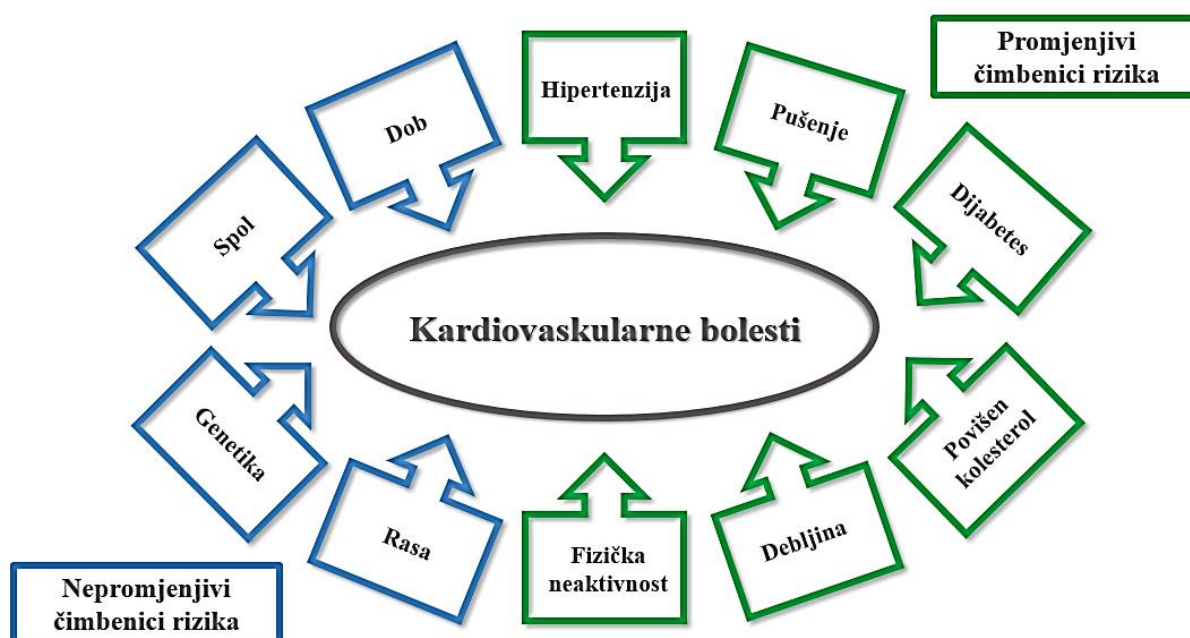 Promjenjivi
čimbenici rizika
Hipertenzija
Pušenje
Dob
Dijabetes
Spol
Kardiovaskularne bolesti
Genetika
Povišen
kolesterol
Rasa
Fizička
neaktivnost
Debljina
Nepromjenjivi
čimbenici rizika